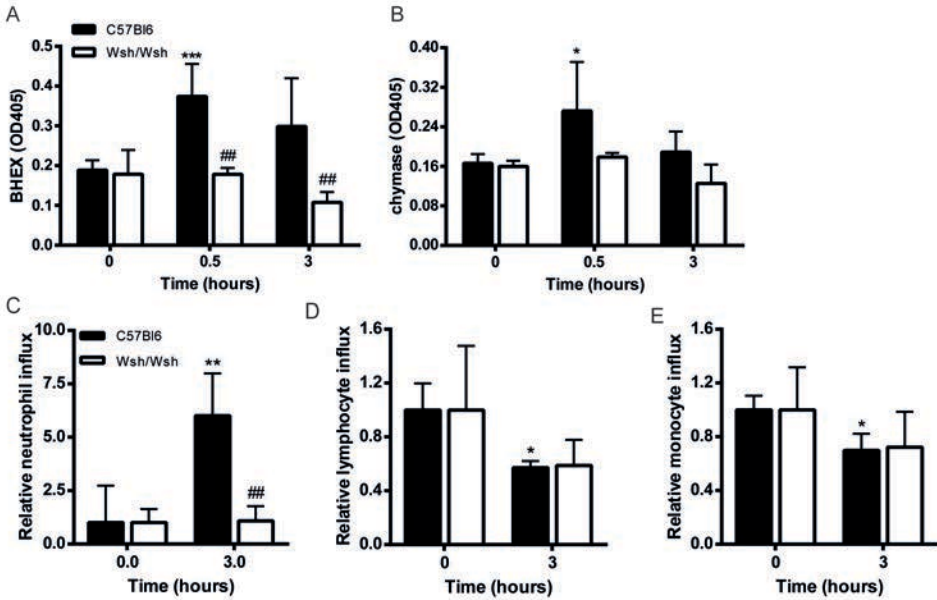 A
C57Bl6
Wsh/Wsh
BHEX (OD405)
0.5
0.4
0.3
0.2
0.1
0.0
***
##
##
0
0.5
3
Time (hours)
B
chymase (OD405)
0.40
0.32
0.24
0.16
0.08
0.00
*
0
0.5
3
Time (hours)
C
C57Bl6
Wsh/Wsh
Relative neutrophil influx
10.0
7.5
5.0
2.5
0.0
**
##
0.0
3.0
Time (hours)
D
Relative lymphocyte influx
1.6
1.2
0.8
0.4
0.0
*
0
3
Time (hours)
E
Relative monocyte influx
1.6
1.2
0.8
0.4
0.0
*
0
3
Time (hours)